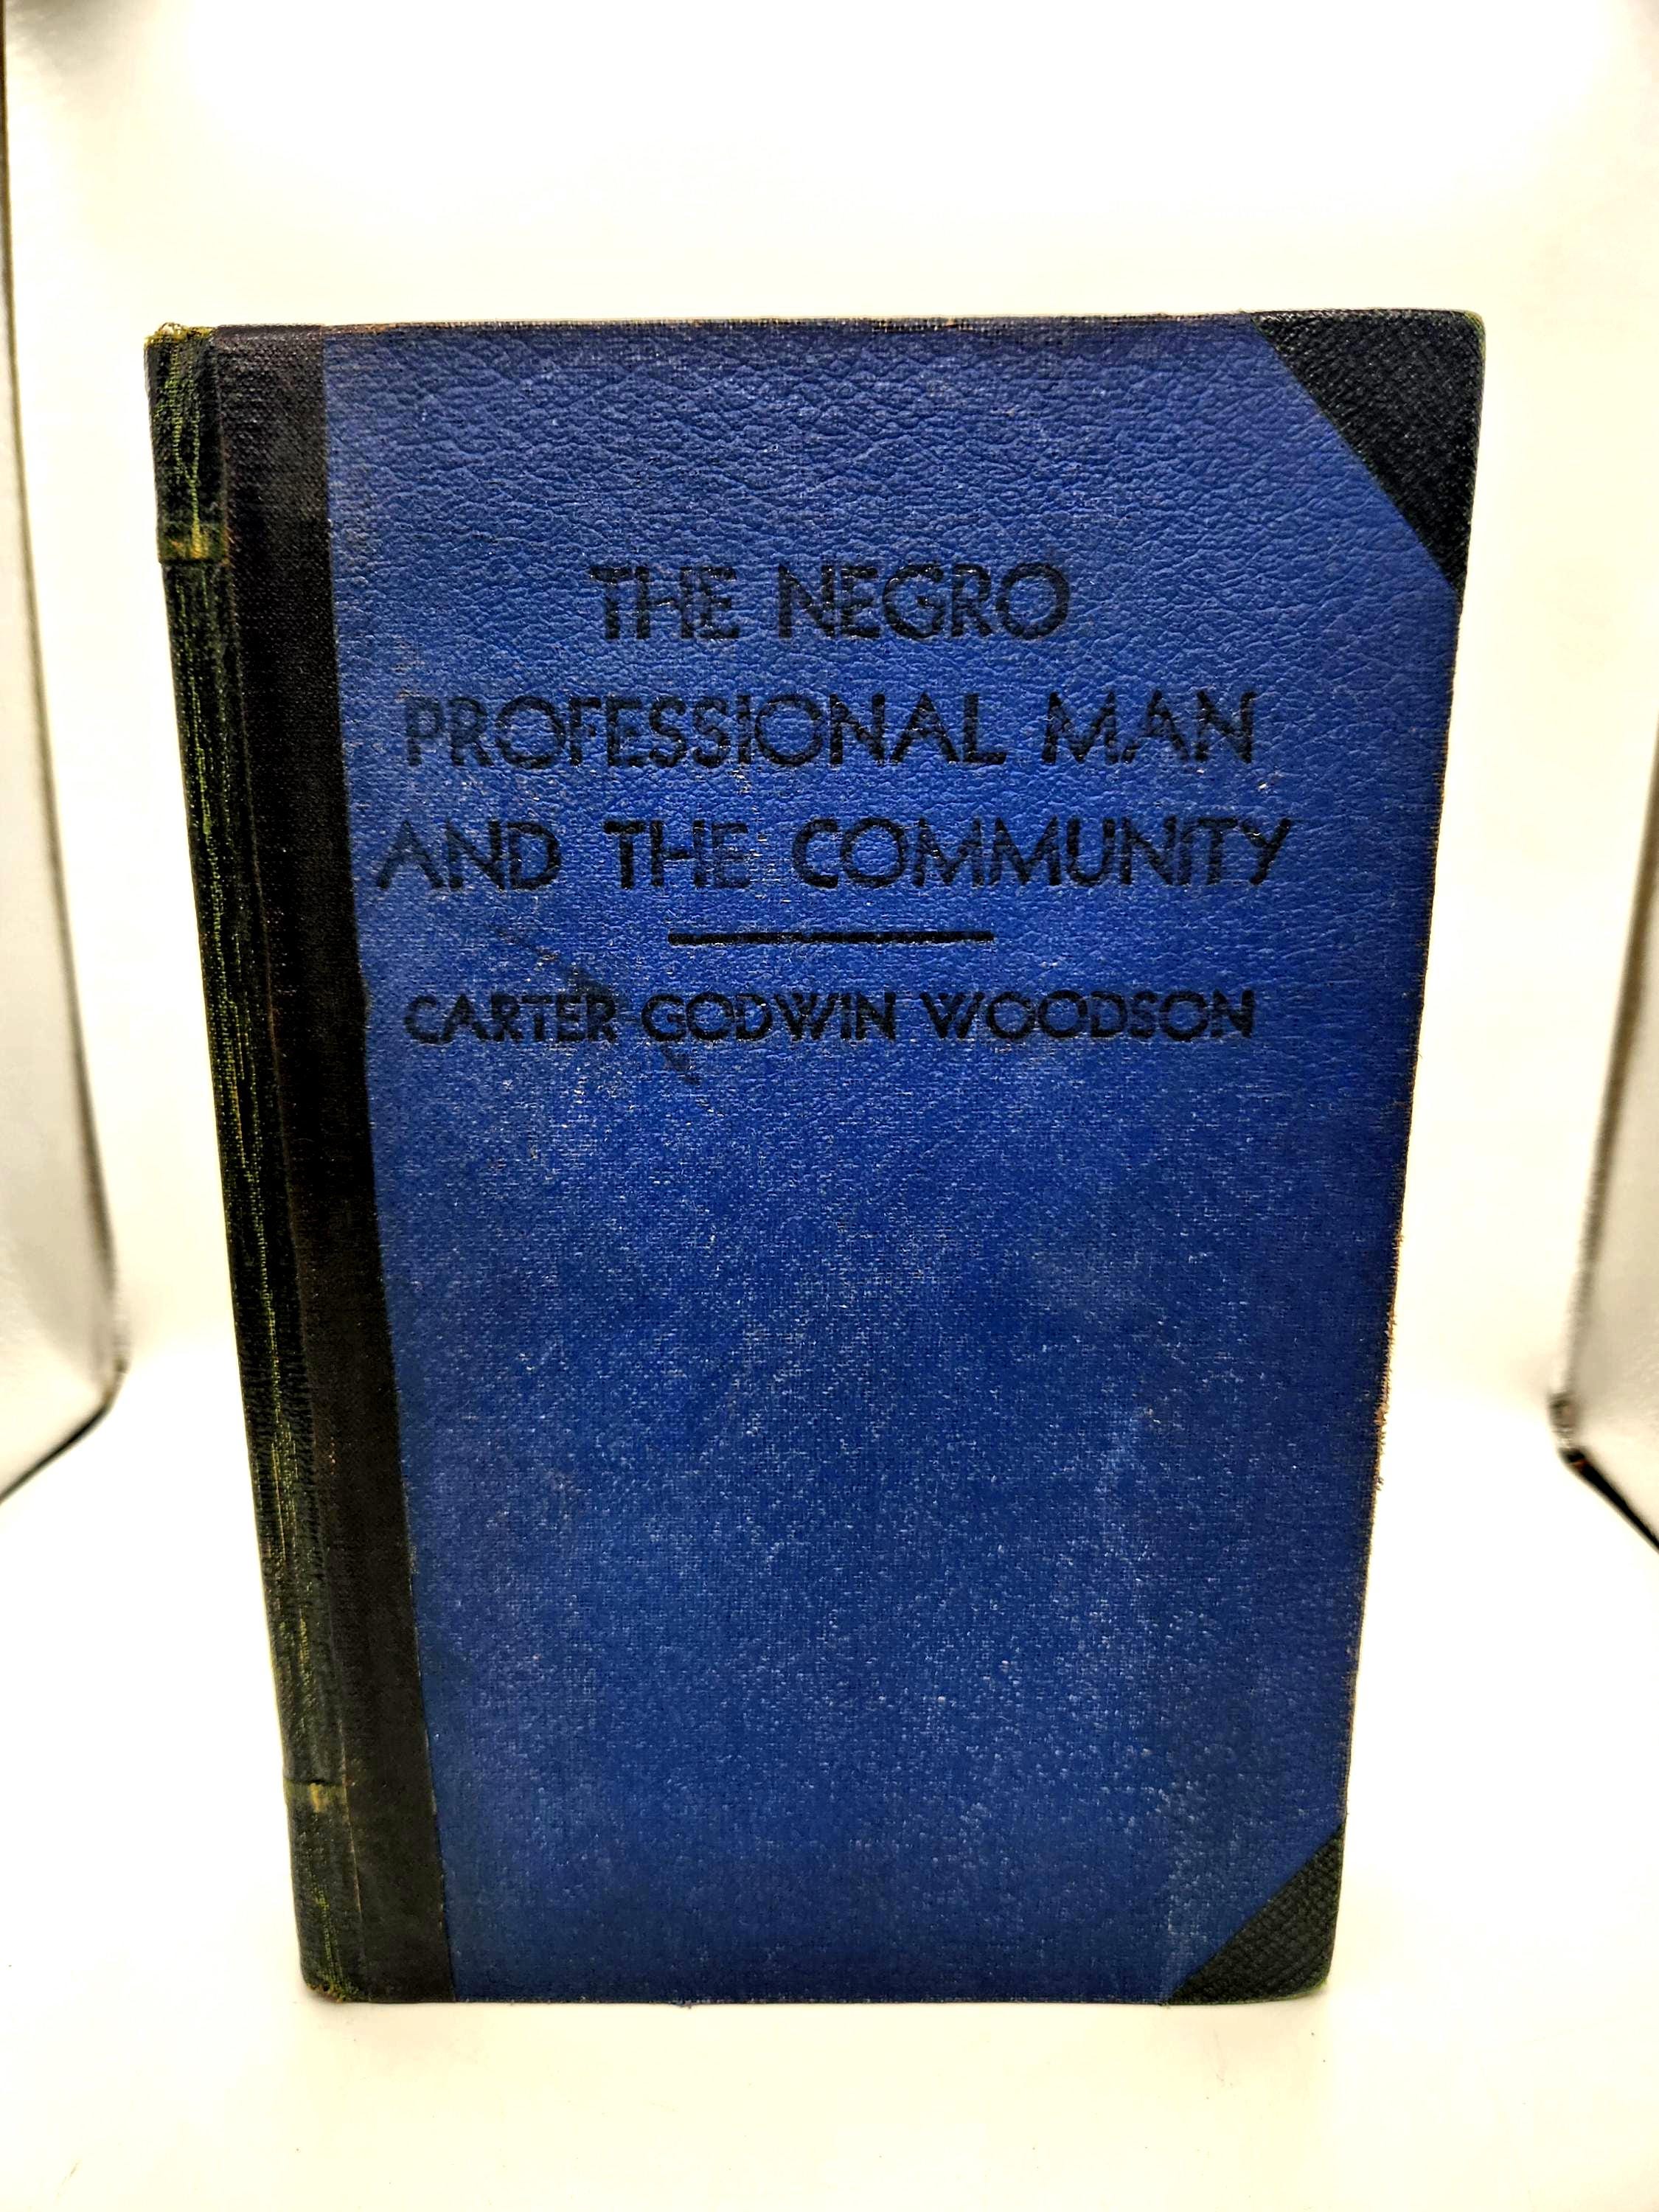 THE NEGRO
PROFESSIONAL MAN
AND THE COMMUNITY
CARTER GODWIN WOODSON